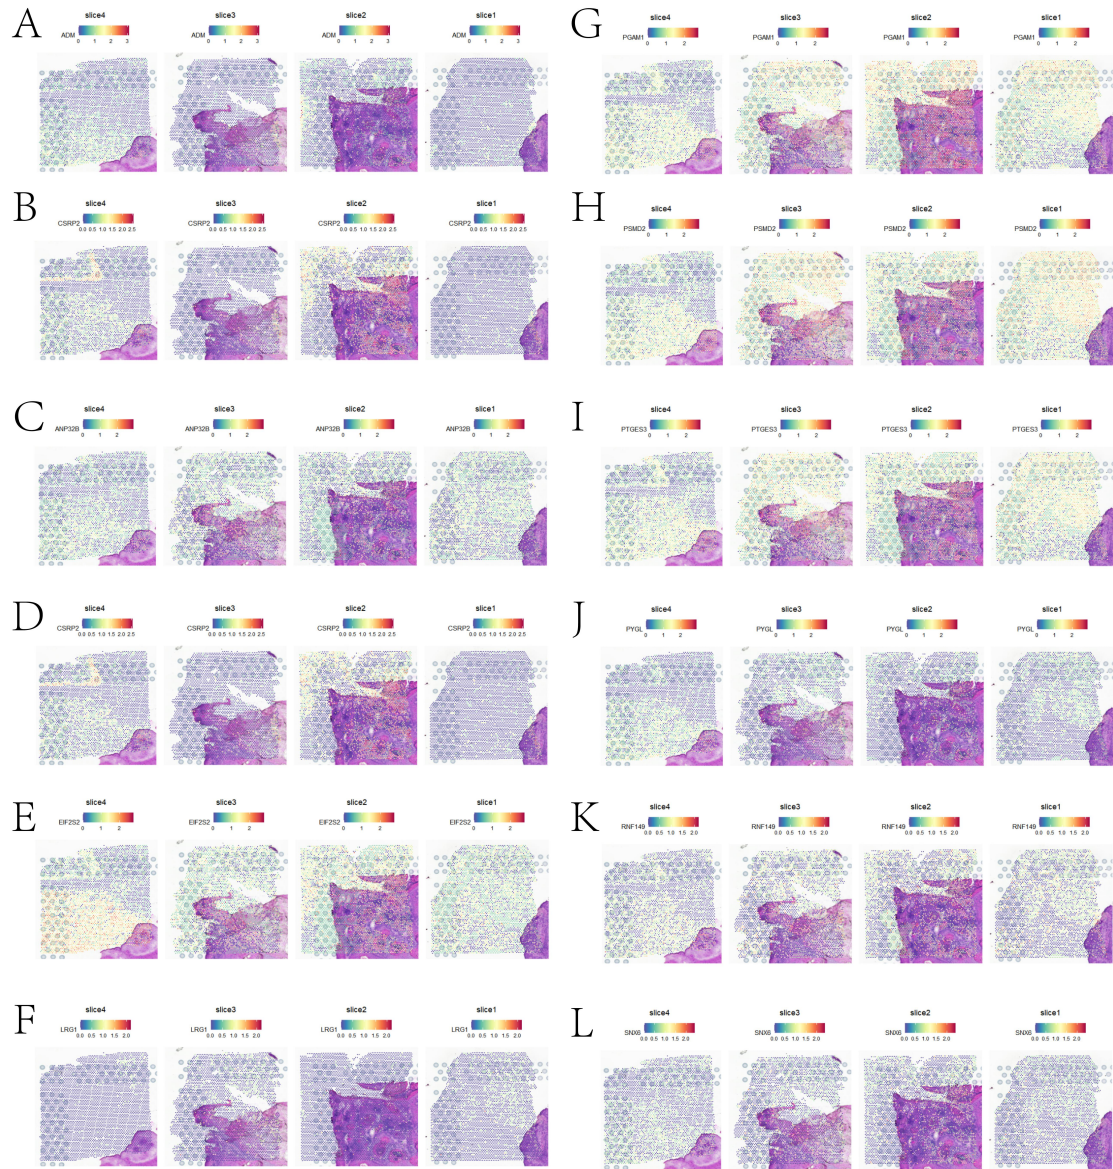 A
slice4 slice3 slice2 slice1
ADM 0 1 2 3 ADM 0 1 2 3 ADM 0 1 2 3 ADM 0 1 2 3
B
slice4 slice3 slice2 slice1
CSRP2 0.0 0.5 1.0 1.5 2.0 2.5 CSRP2 0.0 0.5 1.0 1.5 2.0 2.5 CSRP2 0.0 0.5 1.0 1.5 2.0 2.5 CSRP2 0.0 0.5 1.0 1.5 2.0 2.5
C
slice4 slice3 slice2 slice1
ANP32B 0 1 2 ANP32B 0 1 2 ANP32B 0 1 2 ANP32B 0 1 2
D
slice4 slice3 slice2 slice1
CSRP2 0.0 0.5 1.0 1.5 2.0 2.5 CSRP2 0.0 0.5 1.0 1.5 2.0 2.5 CSRP2 0.0 0.5 1.0 1.5 2.0 2.5 CSRP2 0.0 0.5 1.0 1.5 2.0 2.5
E
slice4 slice3 slice2 slice1
EIF2S2 0 1 2 EIF2S2 0 1 2 EIF2S2 0 1 2 EIF2S2 0 1 2
F
slice4 slice3 slice2 slice1
LRG1 0.0 0.5 1.0 1.5 2.0 LRG1 0.0 0.5 1.0 1.5 2.0 LRG1 0.0 0.5 1.0 1.5 2.0 LRG1 0.0 0.5 1.0 1.5 2.0
G
slice4 slice3 slice2 slice1
PGAM1 0 1 2 PGAM1 0 1 2 PGAM1 0 1 2 PGAM1 0 1 2
H
slice4 slice3 slice2 slice1
PSMD2 0 1 2 PSMD2 0 1 2 PSMD2 0 1 2 PSMD2 0 1 2
I
slice4 slice3 slice2 slice1
PTGES3 0 1 2 PTGES3 0 1 2 PTGES3 0 1 2 PTGES3 0 1 2
J
slice4 slice3 slice2 slice1
PYGL 0 1 2 PYGL 0 1 2 PYGL 0 1 2 PYGL 0 1 2
K
slice4 slice3 slice2 slice1
RNF149 0.0 0.5 1.0 1.5 2.0 RNF149 0.0 0.5 1.0 1.5 2.0 RNF149 0.0 0.5 1.0 1.5 2.0 RNF149 0.0 0.5 1.0 1.5 2.0
L
slice4 slice3 slice2 slice1
SNX6 0.0 0.5 1.0 1.5 2.0 SNX6 0.0 0.5 1.0 1.5 2.0 SNX6 0.0 0.5 1.0 1.5 2.0 SNX6 0.0 0.5 1.0 1.5 2.0